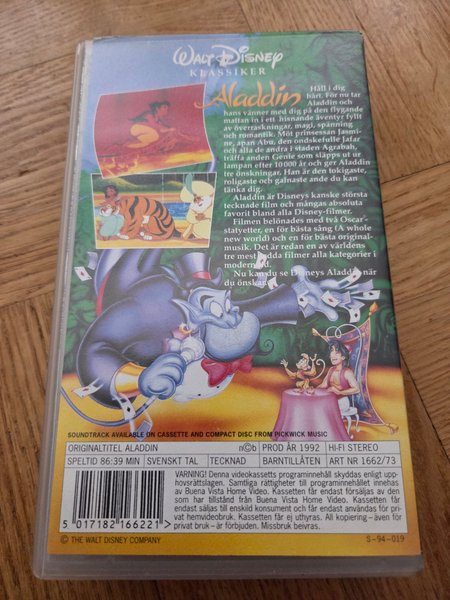 WALT DISNEY
KLASSIKER
Aladdin
Håll i dig
hårt. För nu tar
Aladdin och
hans vänner med dig på den flygande
mattan in i ett hisnande äventyr fyllt
av överraskningar, magi, spänning
och romantik. Möt prinsessan Jasmi-
ne, apan Abu, den ondskefulle Jafar
och alla de andra i staden Agrabah,
träffa anden Genie som släpps ut ur
lampan efter 10 000 år och ger Aladdin
tre önskningar. Han är den tokigaste,
roligaste och galnaste ande du kan
tänka dig.
Aladdin är Disneys kanske största
tecknade film och mångas absoluta
favorit bland alla Disney-filmer.
Filmen belönades med två Oscar-
statyetter, en för bästa sång (A whole
new world) och en för bästa original-
musik. Det är redan en av världens
tre mest sedda filmer alla kategorier i
modern tid.
Nu kan du se Disneys Aladdin när
du önskar.
SOUNDTRACK AVAILABLE ON CASSETTE AND COMPACT DISC FROM PICKWICK MUSIC
ORIGINALTITEL ALADDIN n©b PROD ÅR 1992 HI-FI STEREO
SPELTID 86:39 MIN SVENSKT TAL TECKNAD BARNTILLÅTEN ART NR 1662/73
VARNING! Denna videokassetts programinnehåll skyddas enligt upp-
hovsrättslagen. Samtliga rättigheter till programinnehållet innehas
av Buena Vista Home Video. Kassetten får endast försäljas av den
som har tillstånd från Buena Vista Home Video. Kassetten får
endast säljas till enskild konsument och får endast användas för pri-
vat hemvideobruk. Kassetten får ej uthyras. All kopiering – även för
privat bruk – är förbjuden. Missbruk beivras.
5 017182 166221 >
© THE WALT DISNEY COMPANY S-94-019